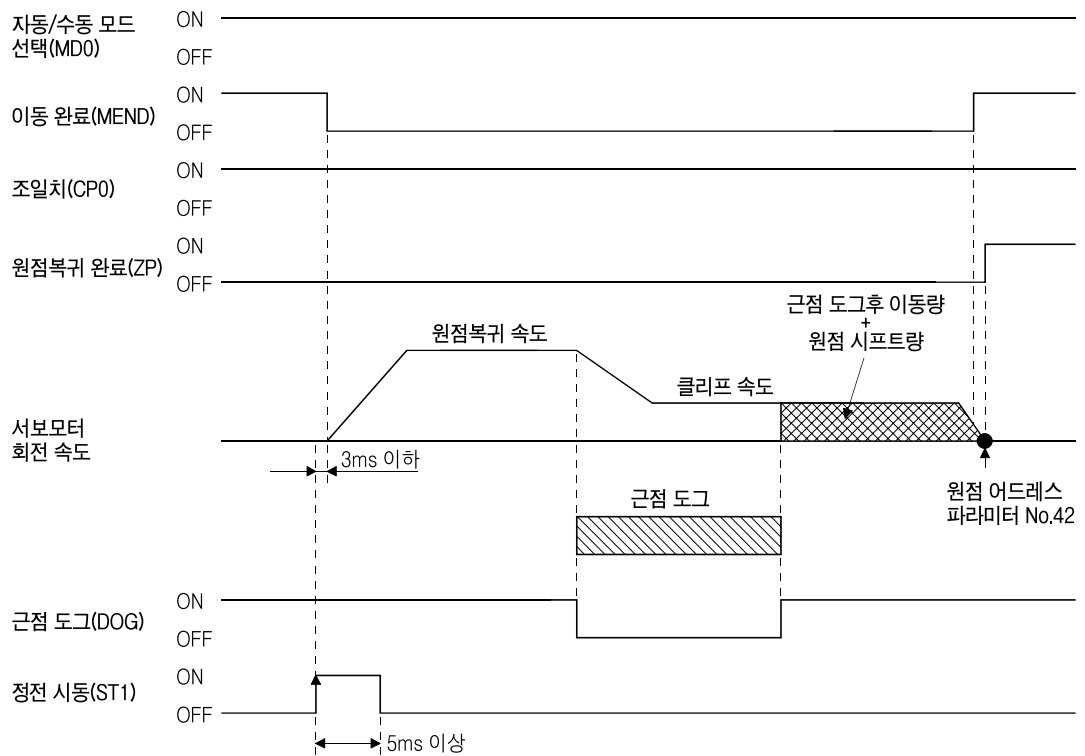 자동/수동 모드
선택(MD0)
ON
OFF
이동 완료(MEND)
ON
OFF
조일치(CP0)
ON
OFF
원점복귀 완료(ZP)
ON
OFF
근점 도그후 이동량
+
원점 시프트량
원점복귀 속도
클리프 속도
서보모터
회전 속도
3ms 이하
근점 도그
원점 어드레스
파라미터 No.42
근점 도그(DOG)
ON
OFF
정전 시동(ST1)
ON
OFF
5ms 이상